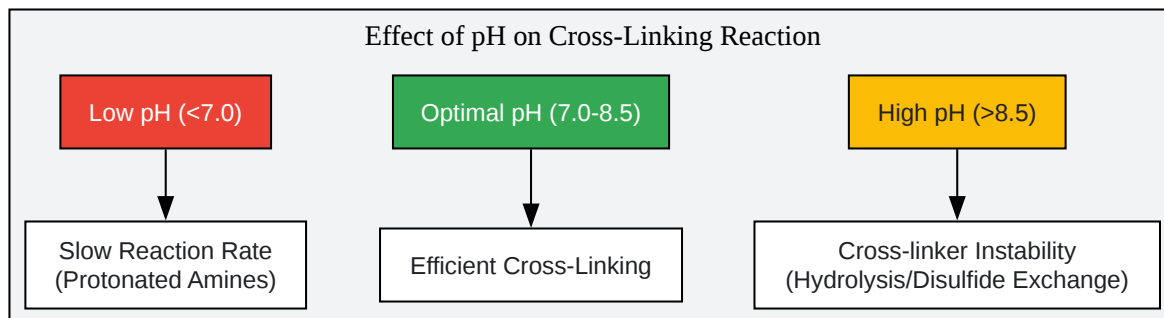 Effect of pH on Cross-Linking Reaction
Low pH (<7.0)
Optimal pH (7.0-8.5)
High pH (>8.5)
Slow Reaction Rate
(Protonated Amines)
Efficient Cross-Linking
Cross-linker Instability
(Hydrolysis/Disulfide Exchange)